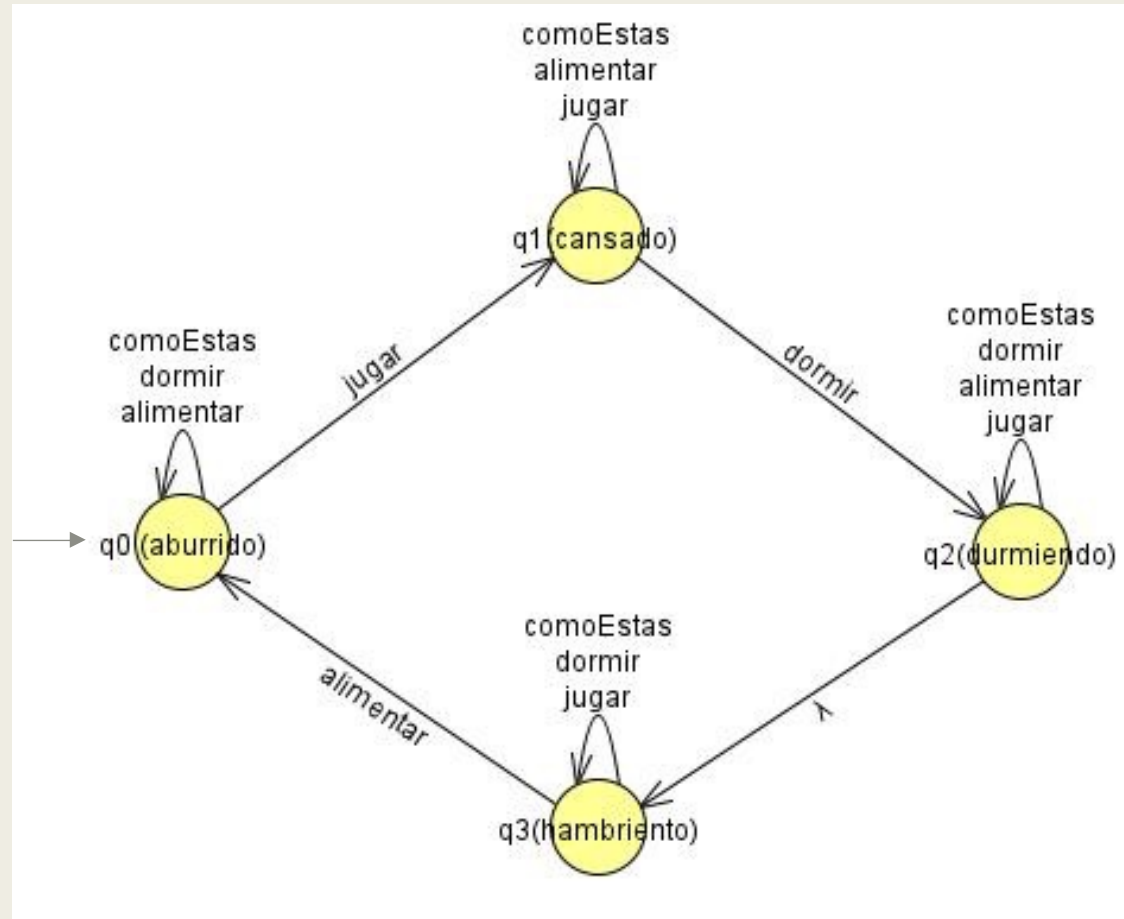 comoEstas
alimentar
jugar
q1(cansado)
jugar
dormir
comoEstas
dormir
alimentar
comoEstas
dormir
alimentar
jugar
q0 (aburrido)
q2(durmiendo)
comoEstas
dormir
jugar
alimentar
λ
q3(hambriento)